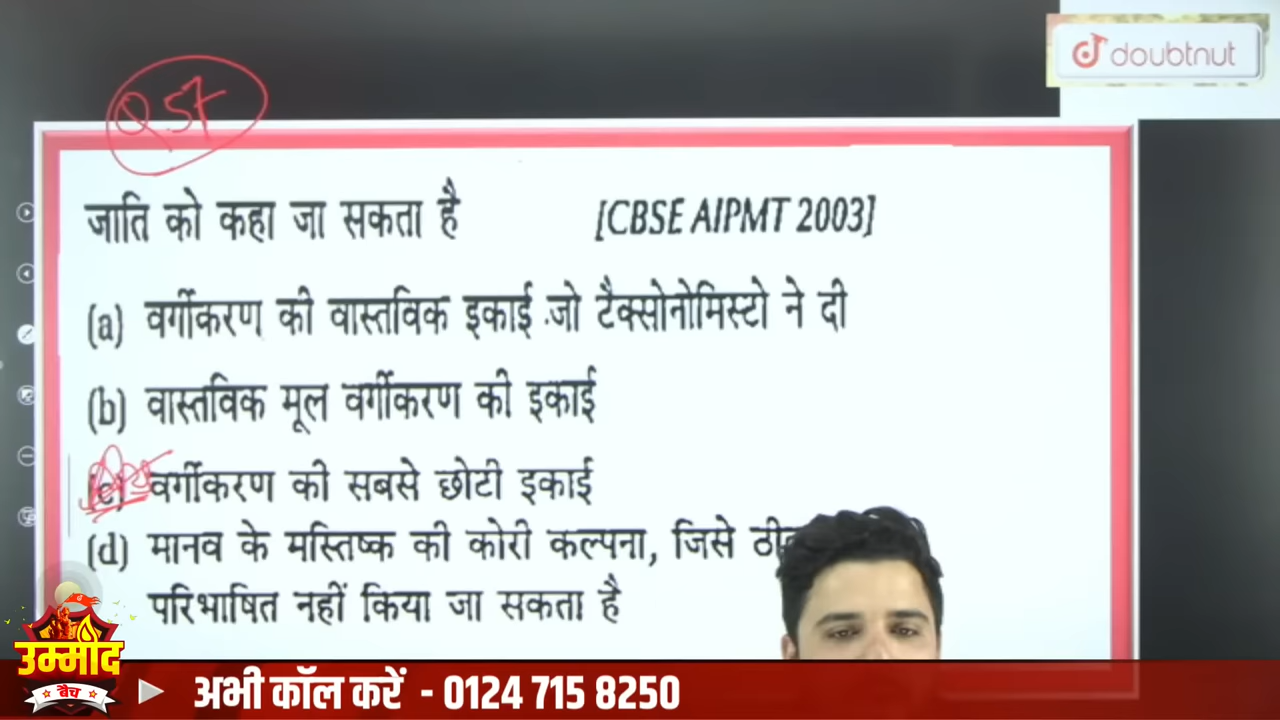 doubtnut
Q 57
जाति को कहा जा सकता है [CBSE AIPMT 2003]
(a) वर्गीकरण की वास्तविक इकाई जो टैक्सोनोमिस्टो ने दी
(b) वास्तविक मूल वर्गीकरण की इकाई
(c) वर्गीकरण की सबसे छोटी इकाई
(d) मानव के मस्तिष्क की कोरी कल्पना, जिसे
परिभाषित नहीं किया जा सकता है
उम्मीद
बैच
अभी कॉल करें - 0124 715 8250